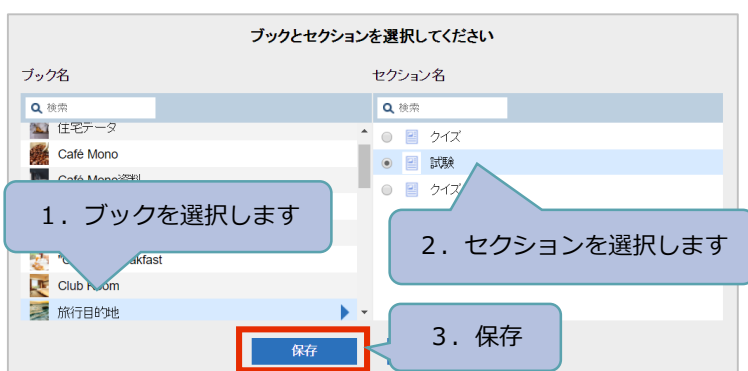 ブックとセクションを選択してください
ブック名
セクション名
検索
検索
住宅データ
Café Mono
Café Mono資料
"
akfast
Club Room
旅行目的地
クイズ
試験
クイズ
1．ブックを選択します
2．セクションを選択します
3．保存
保存